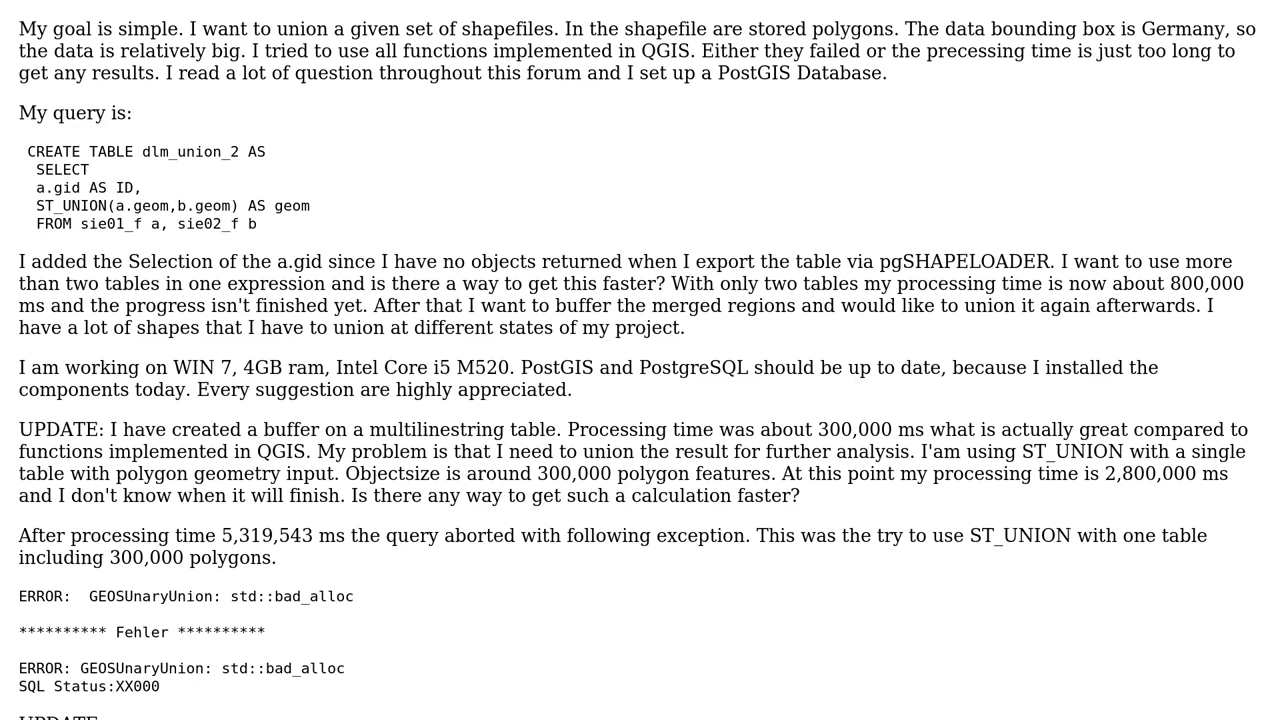 My goal is simple. I want to union a given set of shapefiles. In the shapefile are stored polygons. The data bounding box is Germany, so
the data is relatively big. I tried to use all functions implemented in QGIS. Either they failed or the precessing time is just too long to
get any results. I read a lot of question throughout this forum and I set up a PostGIS Database.
My query is:
CREATE TABLE dlm_union_2 AS
SELECT
a.gid AS ID,
ST_UNION(a.geom,b.geom) AS geom
FROM sie01_f a, sie02_f b
I added the Selection of the a.gid since I have no objects returned when I export the table via pgSHAPELOADER. I want to use more
than two tables in one expression and is there a way to get this faster? With only two tables my processing time is now about 800,000
ms and the progress isn't finished yet. After that I want to buffer the merged regions and would like to union it again afterwards. I
have a lot of shapes that I have to union at different states of my project.
I am working on WIN 7, 4GB ram, Intel Core i5 M520. PostGIS and PostgreSQL should be up to date, because I installed the
components today. Every suggestion are highly appreciated.
UPDATE: I have created a buffer on a multilinestring table. Processing time was about 300,000 ms what is actually great compared to
functions implemented in QGIS. My problem is that I need to union the result for further analysis. I'am using ST_UNION with a single
table with polygon geometry input. Objectsize is around 300,000 polygon features. At this point my processing time is 2,800,000 ms
and I don't know when it will finish. Is there any way to get such a calculation faster?
After processing time 5,319,543 ms the query aborted with following exception. This was the try to use ST_UNION with one table
including 300,000 polygons.
ERROR:  GEOSUnaryUnion: std::bad_alloc
********** Fehler **********
ERROR: GEOSUnaryUnion: std::bad_alloc
SQL Status:XX000
UPDATE